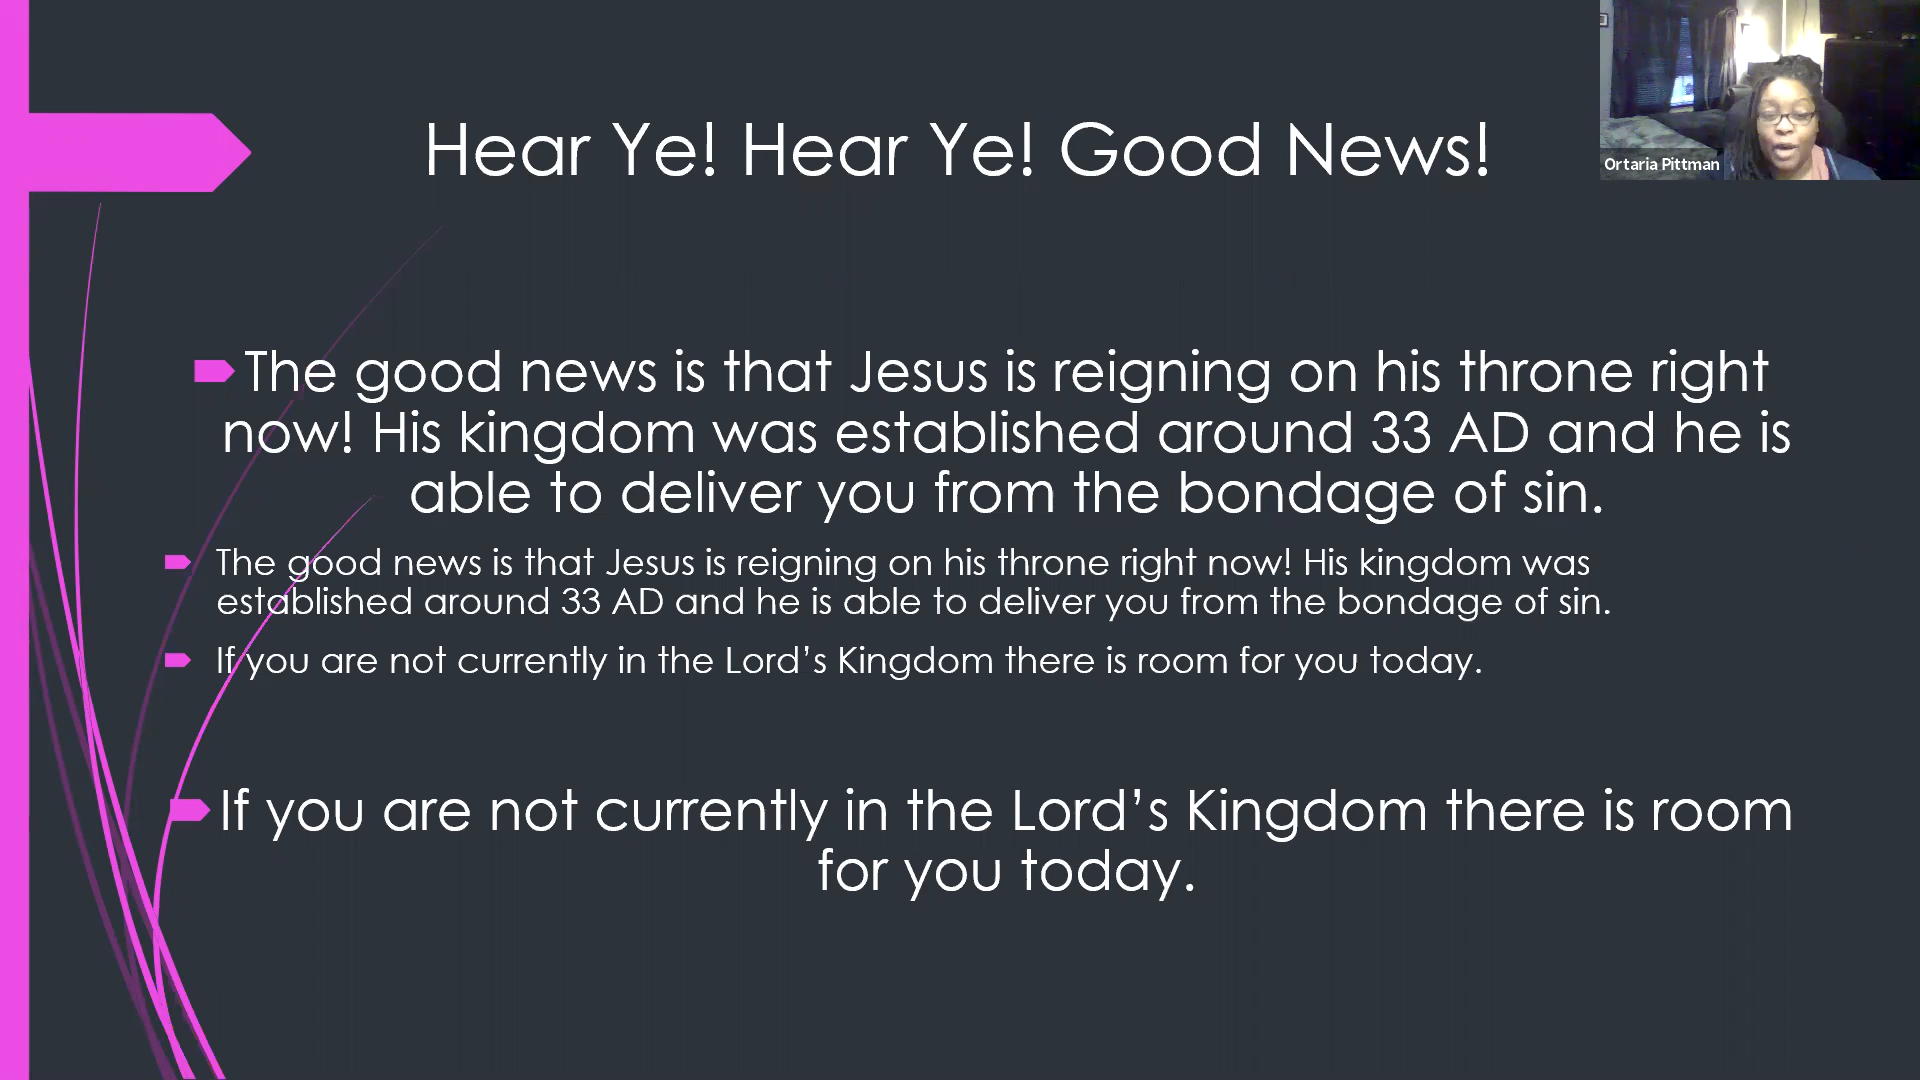 Hear Ye! Hear Ye! Good News!
Ortaria Pittman
The good news is that Jesus is reigning on his throne right
now! His kingdom was established around 33 AD and he is
able to deliver you from the bondage of sin.
The good news is that Jesus is reigning on his throne right now! His kingdom was
established around 33 AD and he is able to deliver you from the bondage of sin.
If you are not currently in the Lord’s Kingdom there is room for you today.
If you are not currently in the Lord’s Kingdom there is room
for you today.